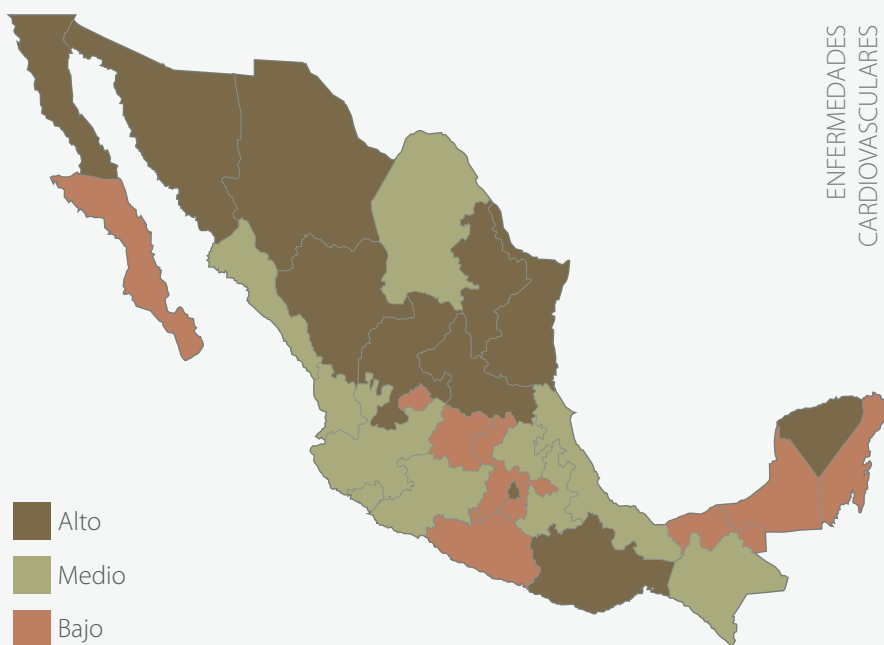 ENFERMEDADES
CARDIOVASCULARES
Alto
Medio
Bajo